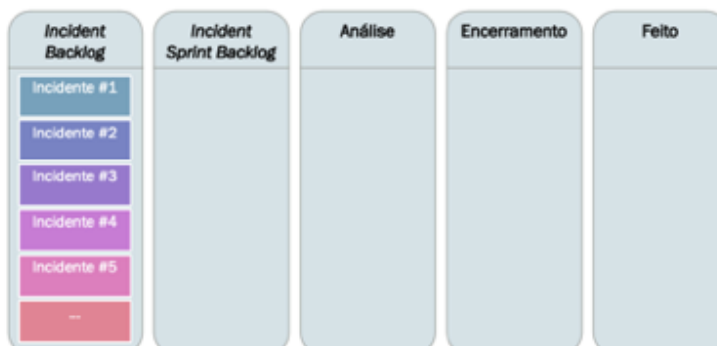 Incident
Backlog
Incident
Sprint Backlog
Análise
Encerramento
Feito
Incidente #1
Incidente #2
Incidente #3
Incidente #4
Incidente #5
...